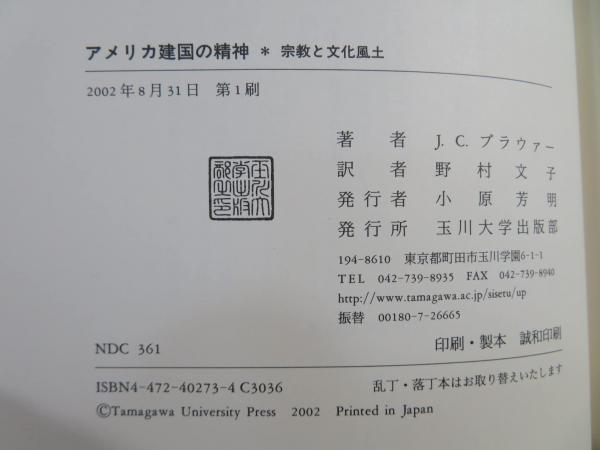 アメリカ建国の精神 * 宗教と文化風土
2002年8月31日 第1刷
著者 J. C. ブラウァー
訳者 野村文子
発行者 小原芳明
発行所 玉川大学出版部
194-8610 東京都町田市玉川学園6-1-1
TEL 042-739-8935 FAX 042-739-8940
http://www.tamagawa.ac.jp/sisetu/up
振替 00180-7-26665
印刷・製本 誠和印刷
NDC 361
ISBN4-472-40273-4 C3036
乱丁・落丁本はお取り替えいたします
©Tamagawa University Press 2002 Printed in Japan